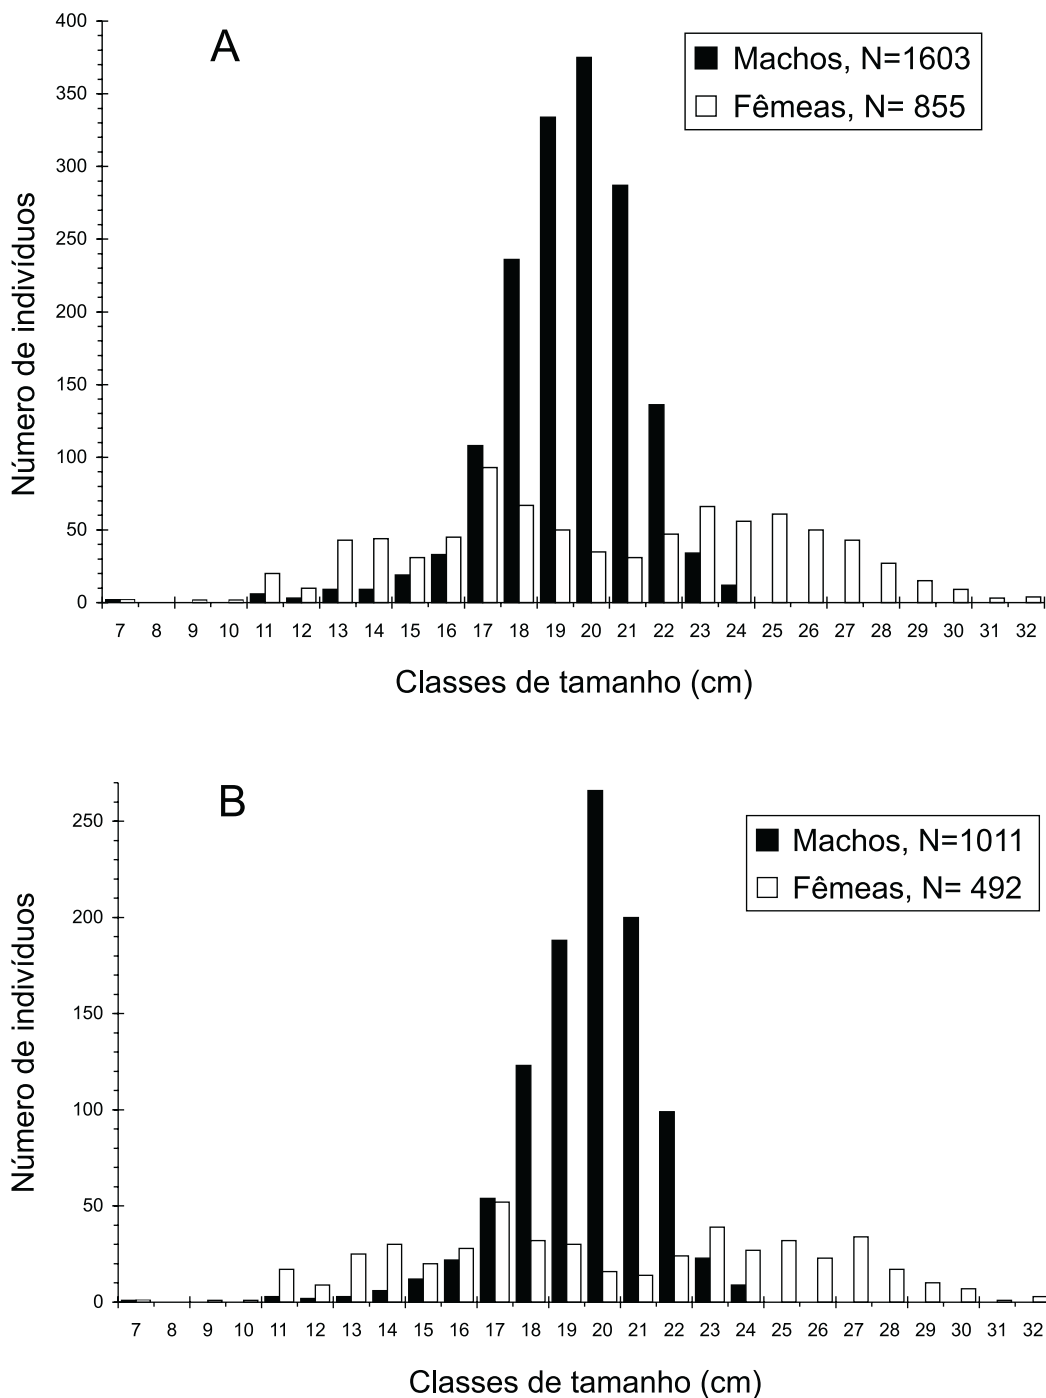 A
Machos, N=1603
Fêmeas, N= 855
Número de indivíduos
400
350
300
250
200
150
100
50
0
7 8 9 10 11 12 13 14 15 16 17 18 19 20 21 22 23 24 25 26 27 28 29 30 31 32
Classes de tamanho (cm)
B
Machos, N=1011
Fêmeas, N= 492
Número de indivíduos
250
200
150
100
50
0
7 8 9 10 11 12 13 14 15 16 17 18 19 20 21 22 23 24 25 26 27 28 29 30 31 32
Classes de tamanho (cm)